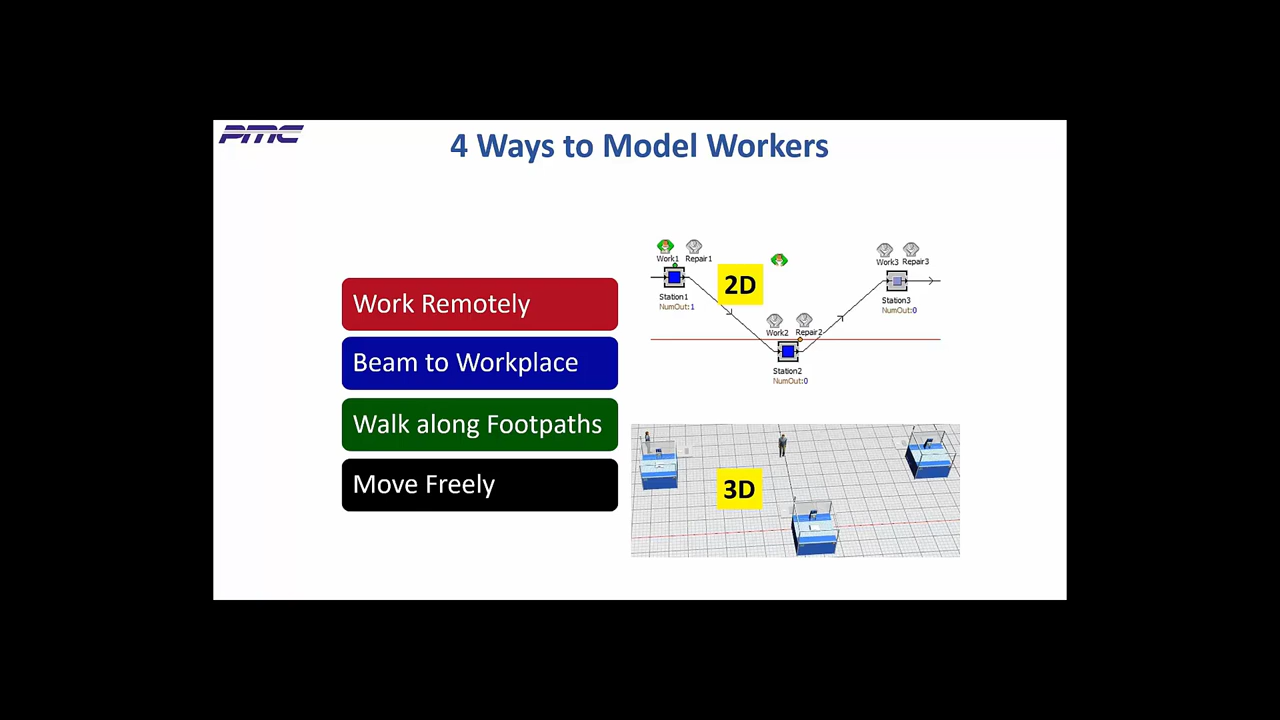 PMC
4 Ways to Model Workers
Work Remotely
Beam to Workplace
Walk along Footpaths
Move Freely
Work1 Repair1
2D
Station1
NumOut:1
Work2 Repair2
Station2
NumOut:0
Work3 Repair3
Station3
NumOut:0
3D